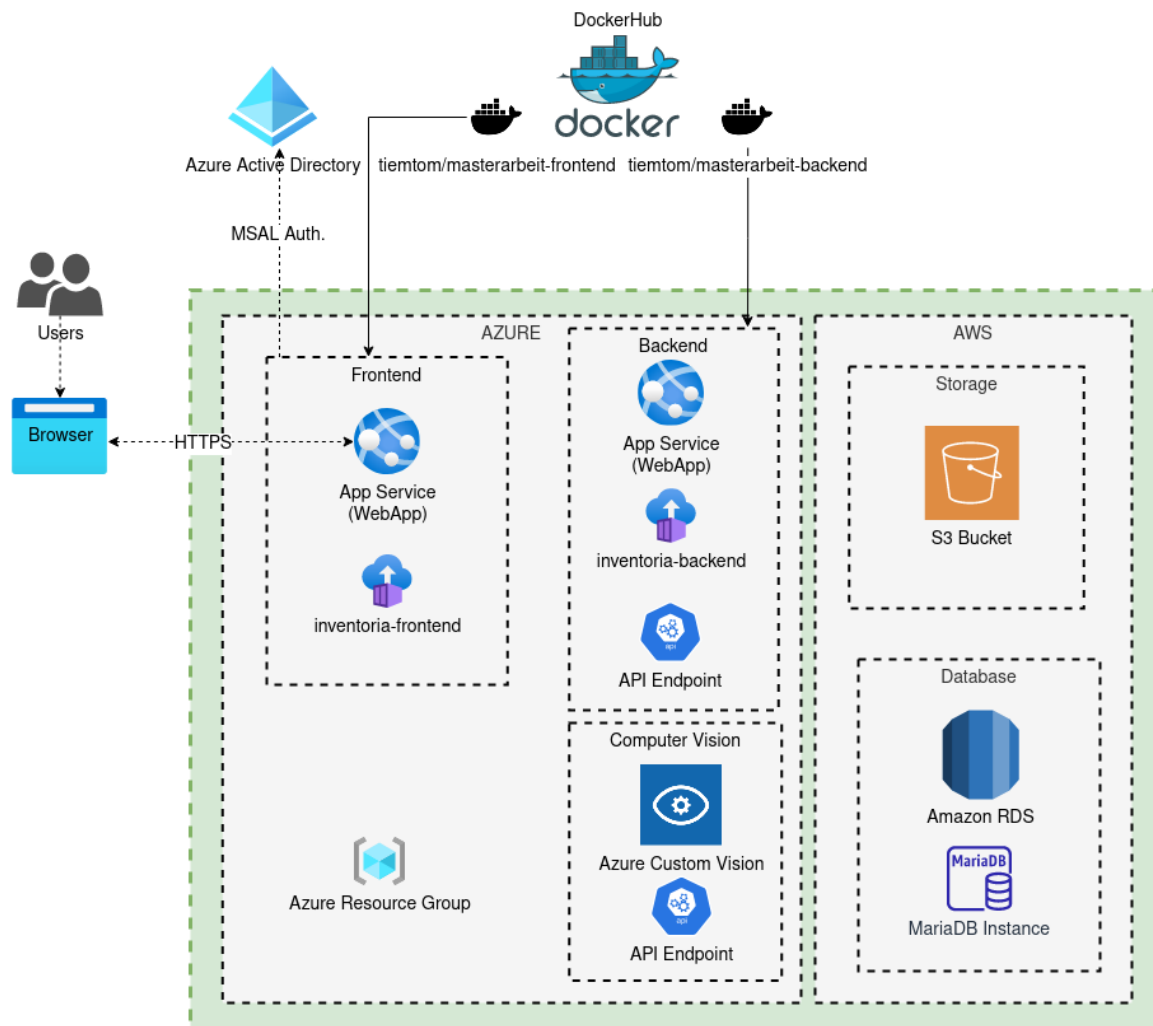 DockerHub
docker
Azure Active Directory
tiemtom/masterarbeit-frontend
tiemtom/masterarbeit-backend
MSAL Auth.
Users
Browser
HTTPS
AZURE
Frontend
App Service
(WebApp)
inventoria-frontend
Azure Resource Group
Backend
App Service
(WebApp)
inventoria-backend
api
API Endpoint
Computer Vision
Azure Custom Vision
api
API Endpoint
AWS
Storage
S3 Bucket
Database
Amazon RDS
MariaDB
MariaDB Instance